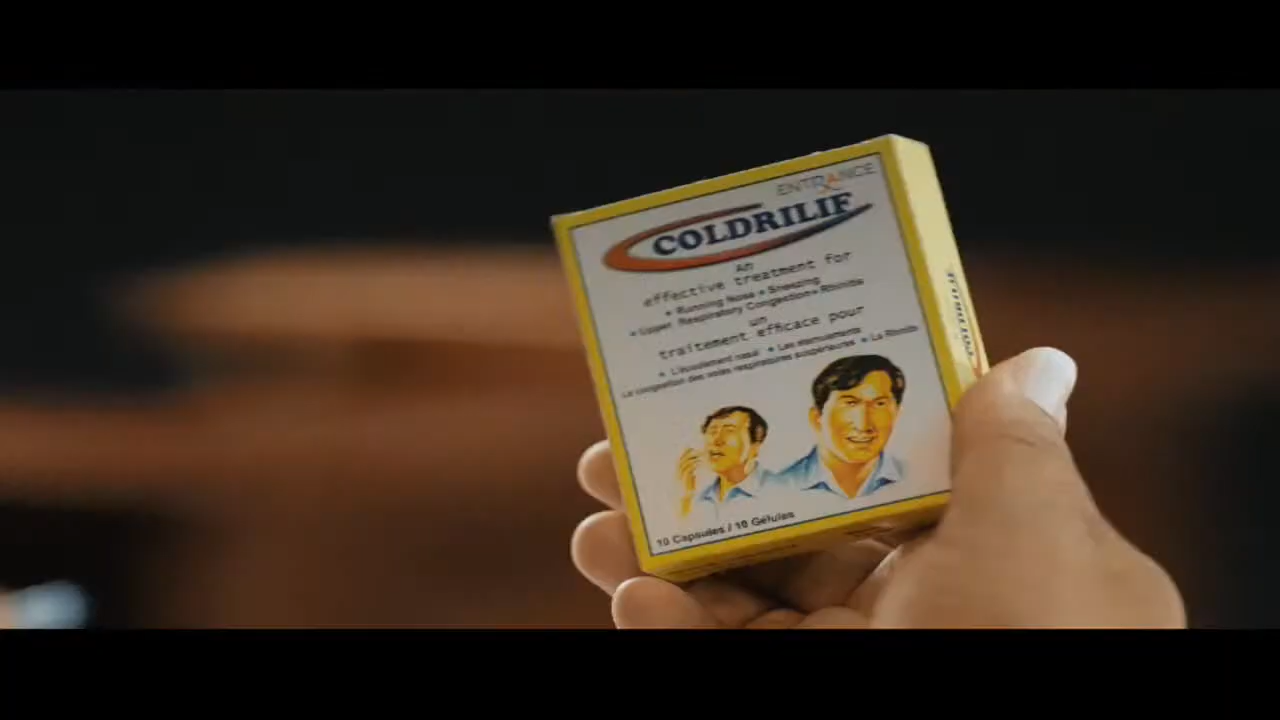 ENTRANCE
COLDRILIF
An
effective treatment for
• Running Nose • Sneezing
• Upper Respiratory Congestion • Rhinitis
un
traitement efficace pour
• L'écoulement nasal • Les éternuements
La congestion des voies respiratoires supérieures • La Rhinite
10 Capsules / 10 Gélules
COLDRILIF